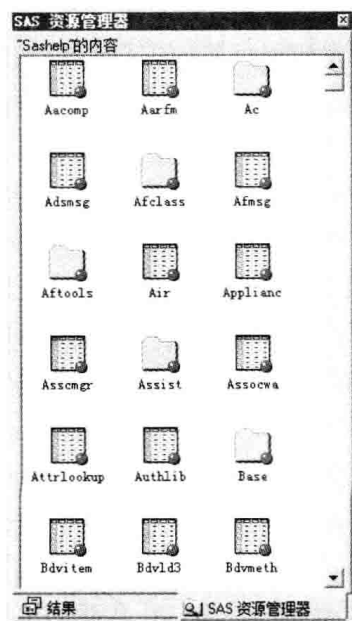 SAS 资源管理器
"Sashelp"的内容
Aacomp Aarfm Ac
Adsmsg Afclass Afmsg
Aftools Air Applianc
Asscmgr Assist Assocwa
Attrlookup Authlib Base
Bdvitem Bdvld3 Bdvmeth
结果 SAS 资源管理器